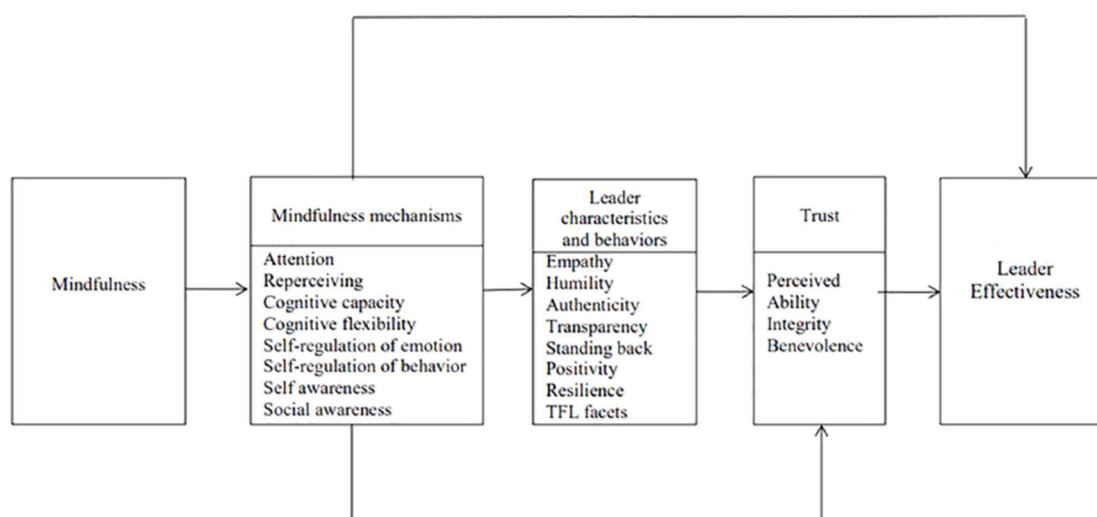 Mindfulness
Mindfulness mechanisms
Attention
Reperceiving
Cognitive capacity
Cognitive flexibility
Self-regulation of emotion
Self-regulation of behavior
Self awareness
Social awareness
Leader
characteristics
and behaviors
Empathy
Humility
Authenticity
Transparency
Standing back
Positivity
Resilience
TFL facets
Trust
Perceived
Ability
Integrity
Benevolence
Leader
Effectiveness